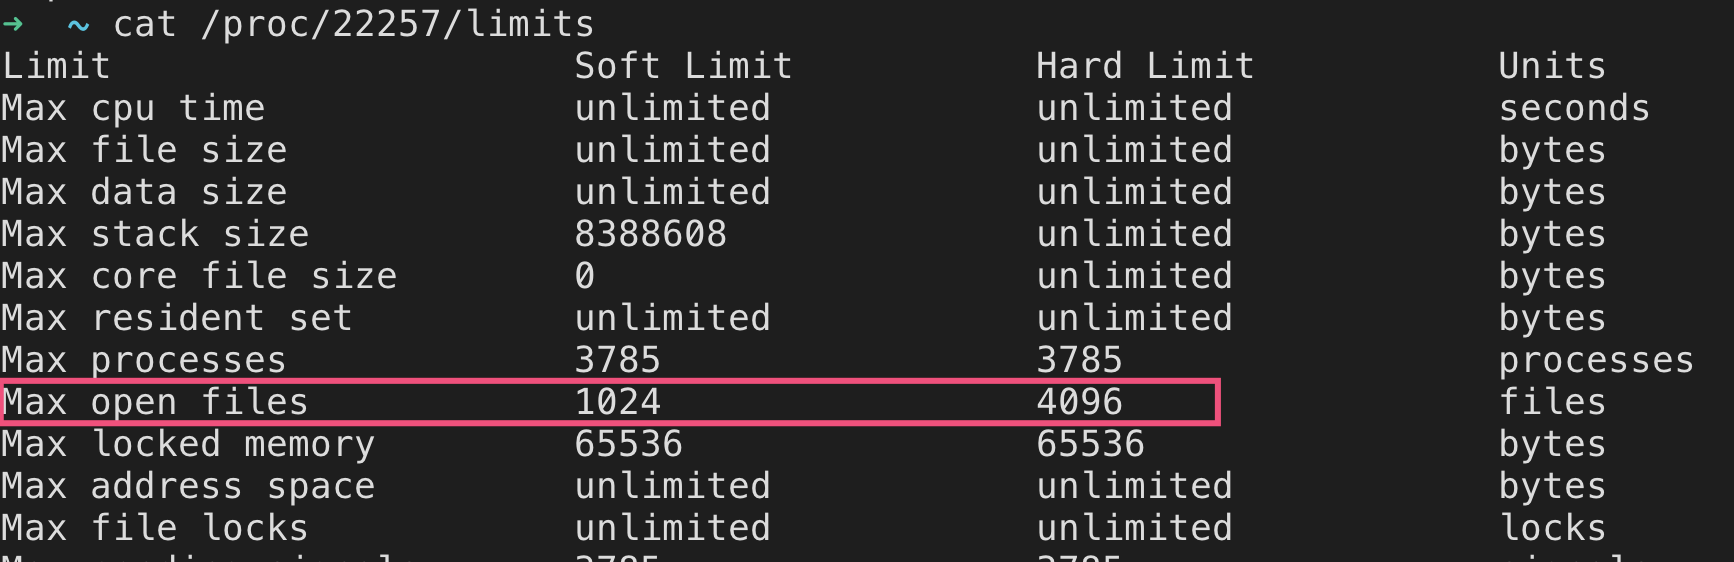 ➜ ~ cat /proc/22257/limits
Limit Soft Limit Hard Limit Units
Max cpu time unlimited unlimited seconds
Max file size unlimited unlimited bytes
Max data size unlimited unlimited bytes
Max stack size 8388608 unlimited bytes
Max core file size 0 unlimited bytes
Max resident set unlimited unlimited bytes
Max processes 3785 3785 processes
Max open files 1024 4096 files
Max locked memory 65536 65536 bytes
Max address space unlimited unlimited bytes
Max file locks unlimited unlimited locks
3785 3785